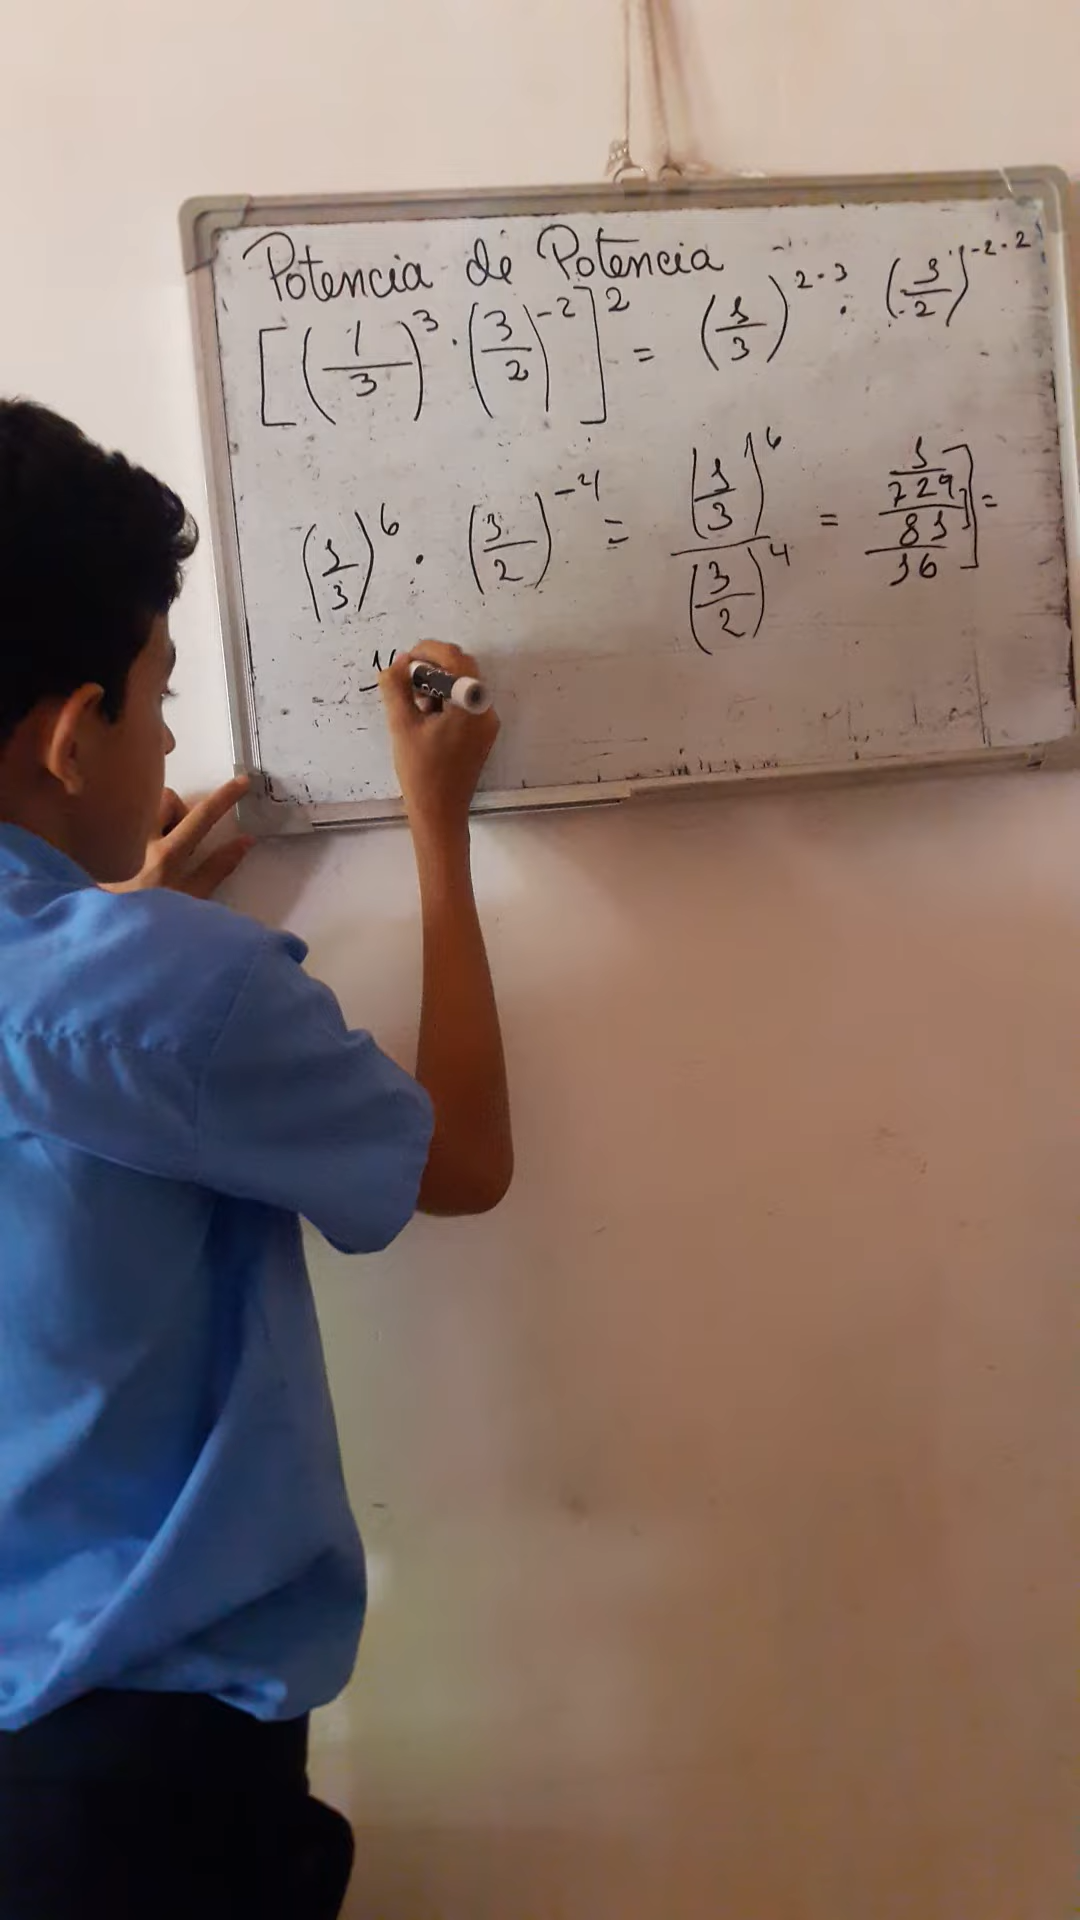 Potencia de Potencia
[(1/3)^3 · (3/2)^-2]^2 = (1/3)^2·3 · (3/2)^-2·2
(1/3)^6 · (3/2)^-4 = (1/3)^6/(3/2)^4 = (1/729)/(81/16)] =